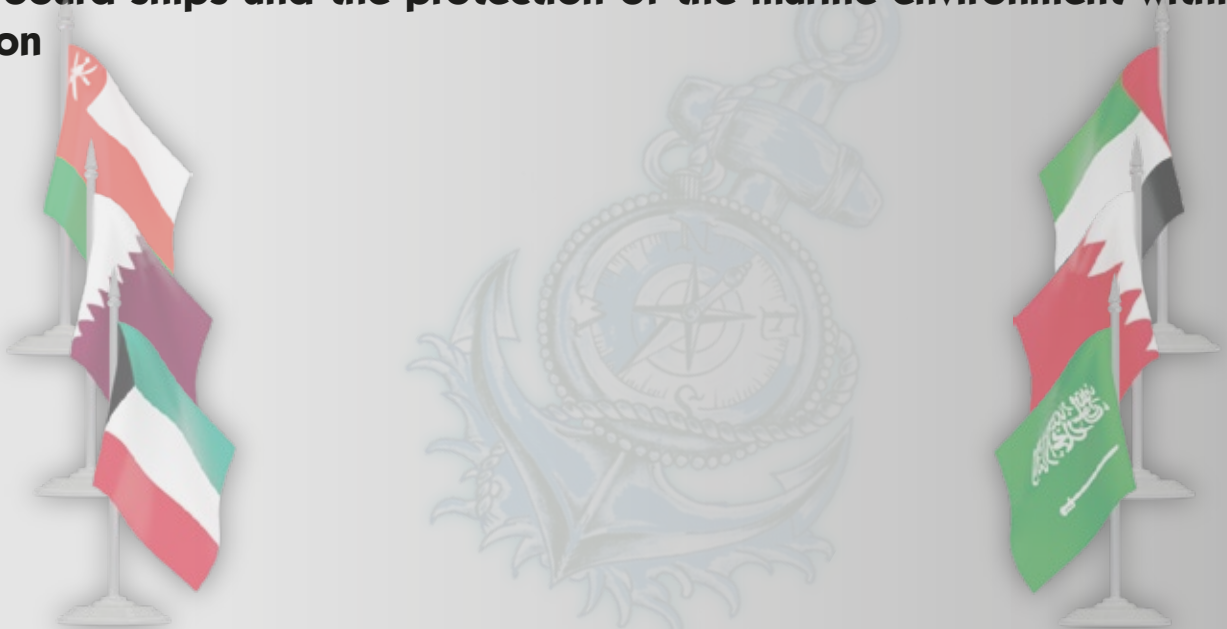 board ships and the protection of the marine environment within
on
N
E
S